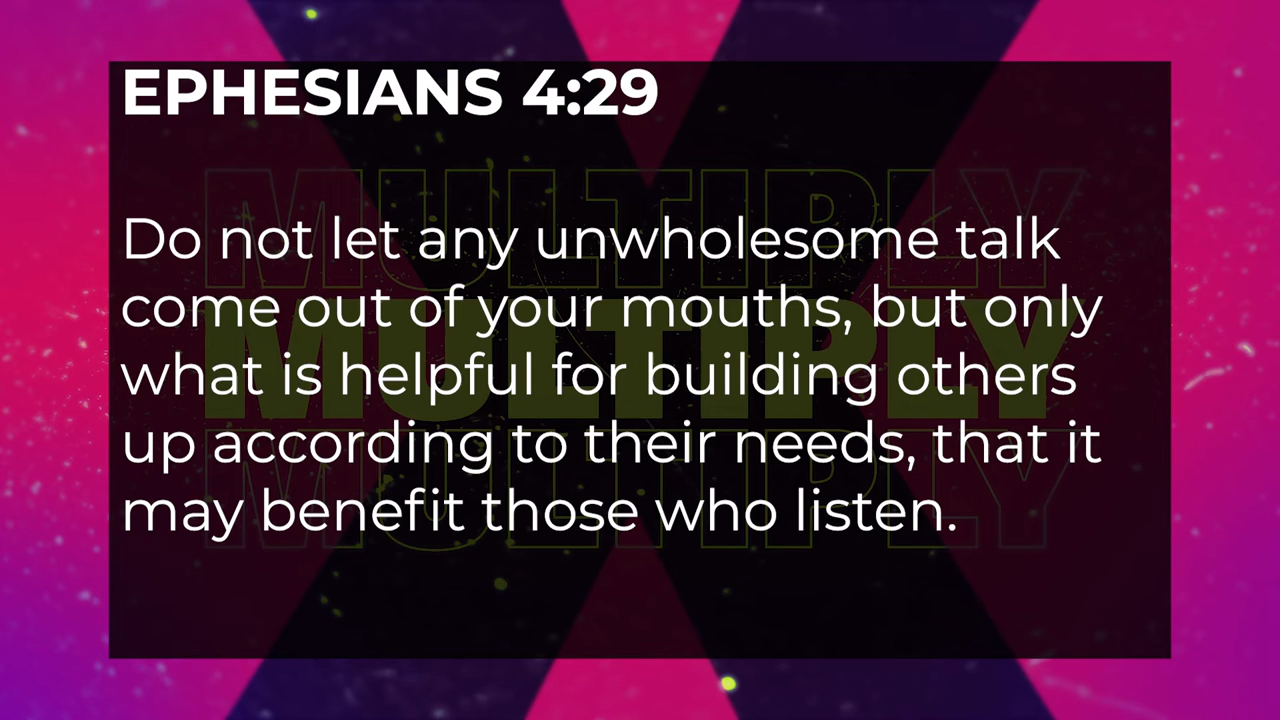 EPHESIANS 4:29
MULTIPLY
Do not let any unwholesome talk
come out of your mouths, but only
MULTIPLY
what is helpful for building others
up according to their needs, that it
MULTIPLY
may benefit those who listen.